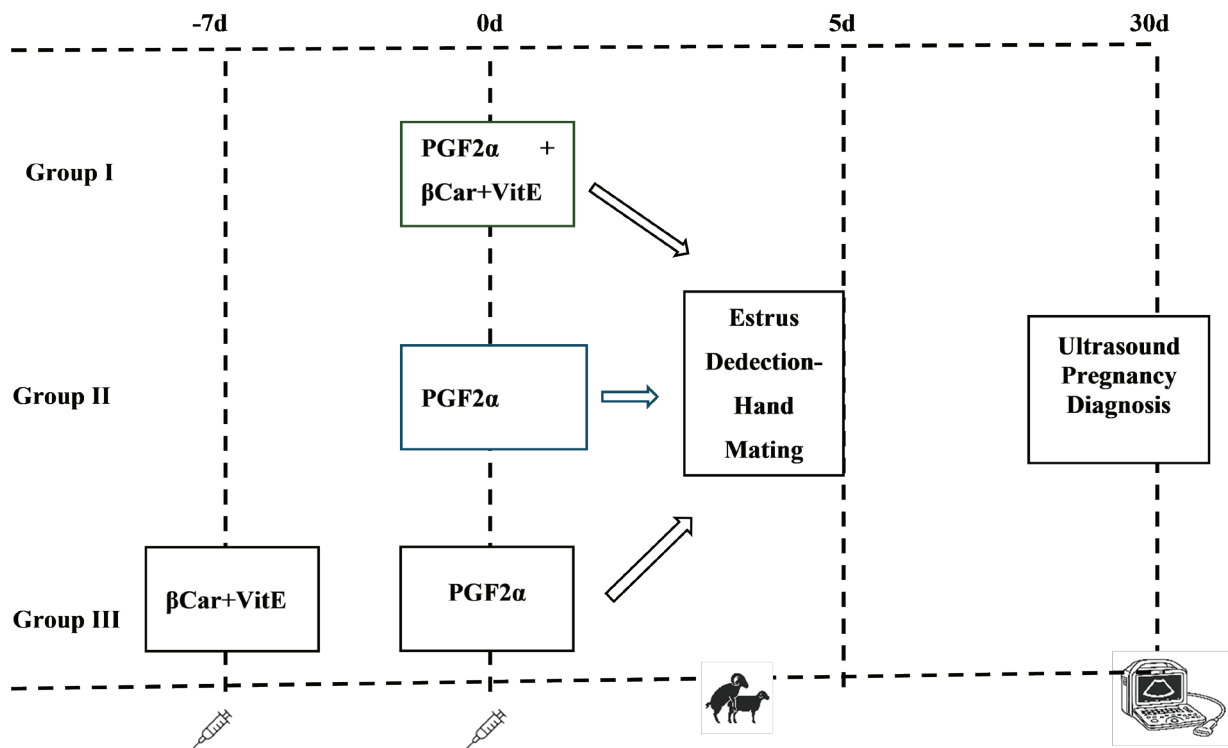 -7d 0d 5d 30d
Group I
PGF2α +
βCar+VitE
Group II
PGF2α
Estrus
Dedection-
Hand
Mating
Ultrasound
Pregnancy
Diagnosis
Group III
βCar+VitE
PGF2α